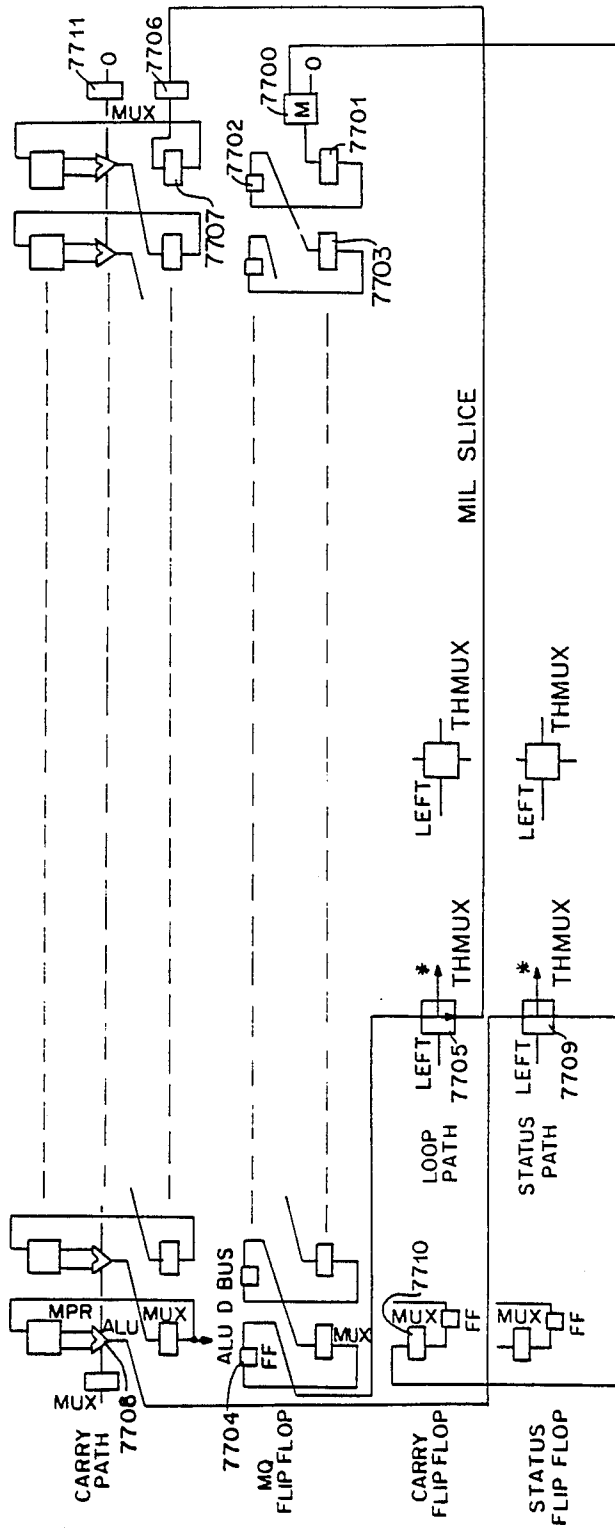 7711
O
MUX
7706
7707
7702
7700
M
O
7701
7703
MPR
ALU
MUX
MUX
CARRY
PATH
7708
ALU D BUS
7704
FF
MUX
MQ
FLIP FLOP
MIL SLICE
LEFT
*
THMUX
7705
LOOP
PATH
LEFT
THMUX
7710
MUX
FF
CARRY
FLIP FLOP
LEFT
*
THMUX
7709
STATUS
PATH
LEFT
THMUX
MUX
FF
STATUS
FLIP FLOP